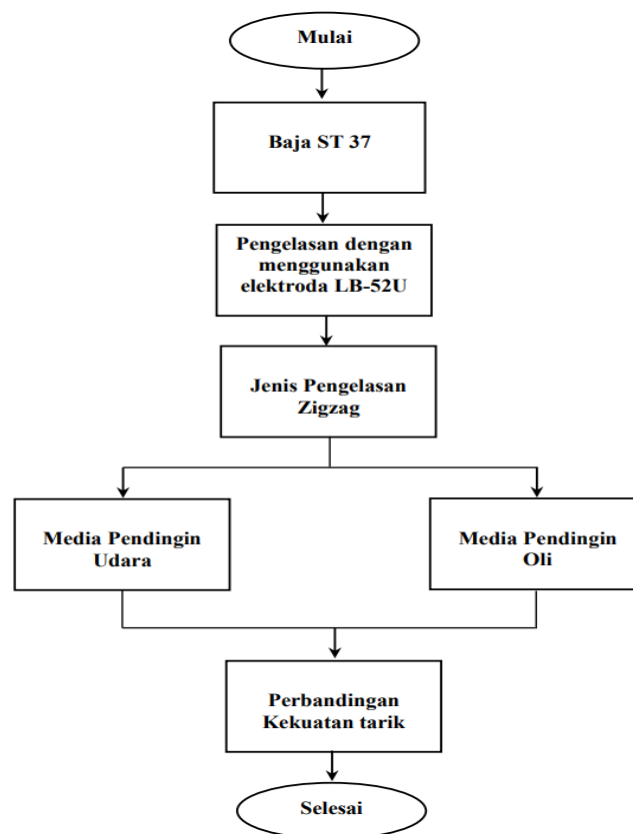 Mulai
Baja ST 37
Pengelasan dengan
menggunakan
elektroda LB-52U
Jenis Pengelasan
Zigzag
Media Pendingin
Udara
Media Pendingin
Oli
Perbandingan
Kekuatan tarik
Selesai